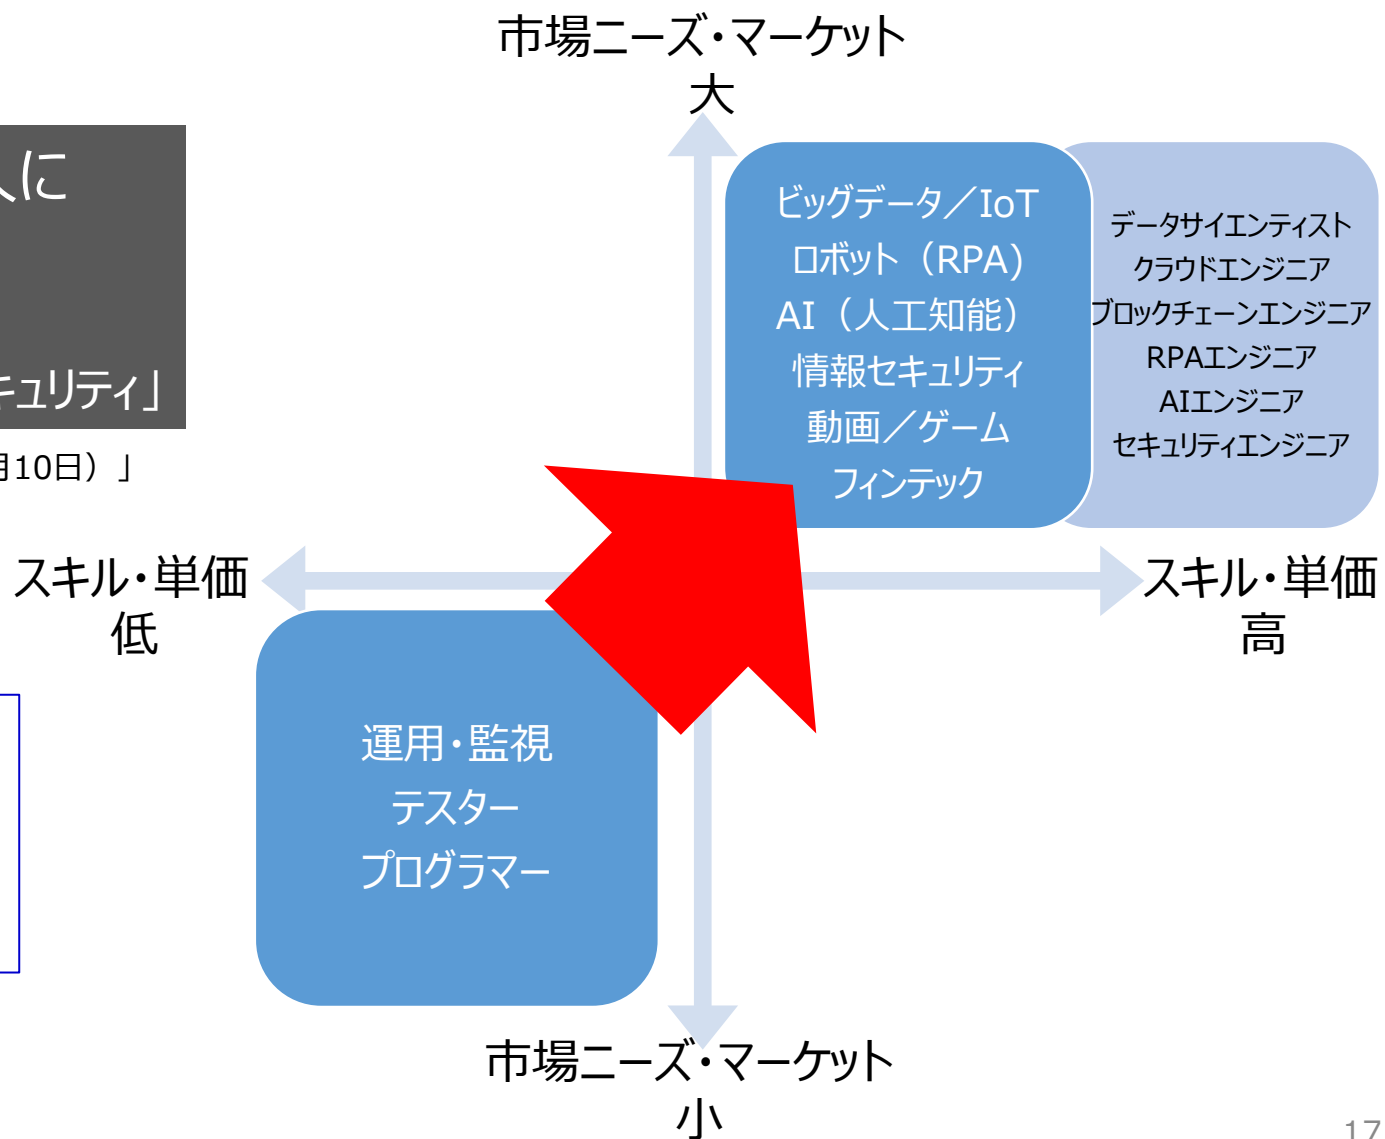 市場ニーズ・マーケット
大
人に
キュリティ」
月10日）」
ビッグデータ／IoT
ロボット（RPA)
AI（人工知能）
情報セキュリティ
動画／ゲーム
フィンテック
データサイエンティスト
クラウドエンジニア
ブロックチェーンエンジニア
RPAエンジニア
AIエンジニア
セキュリティエンジニア
スキル・単価
低
スキル・単価
高
運用・監視
テスター
プログラマー
市場ニーズ・マーケット
小
17